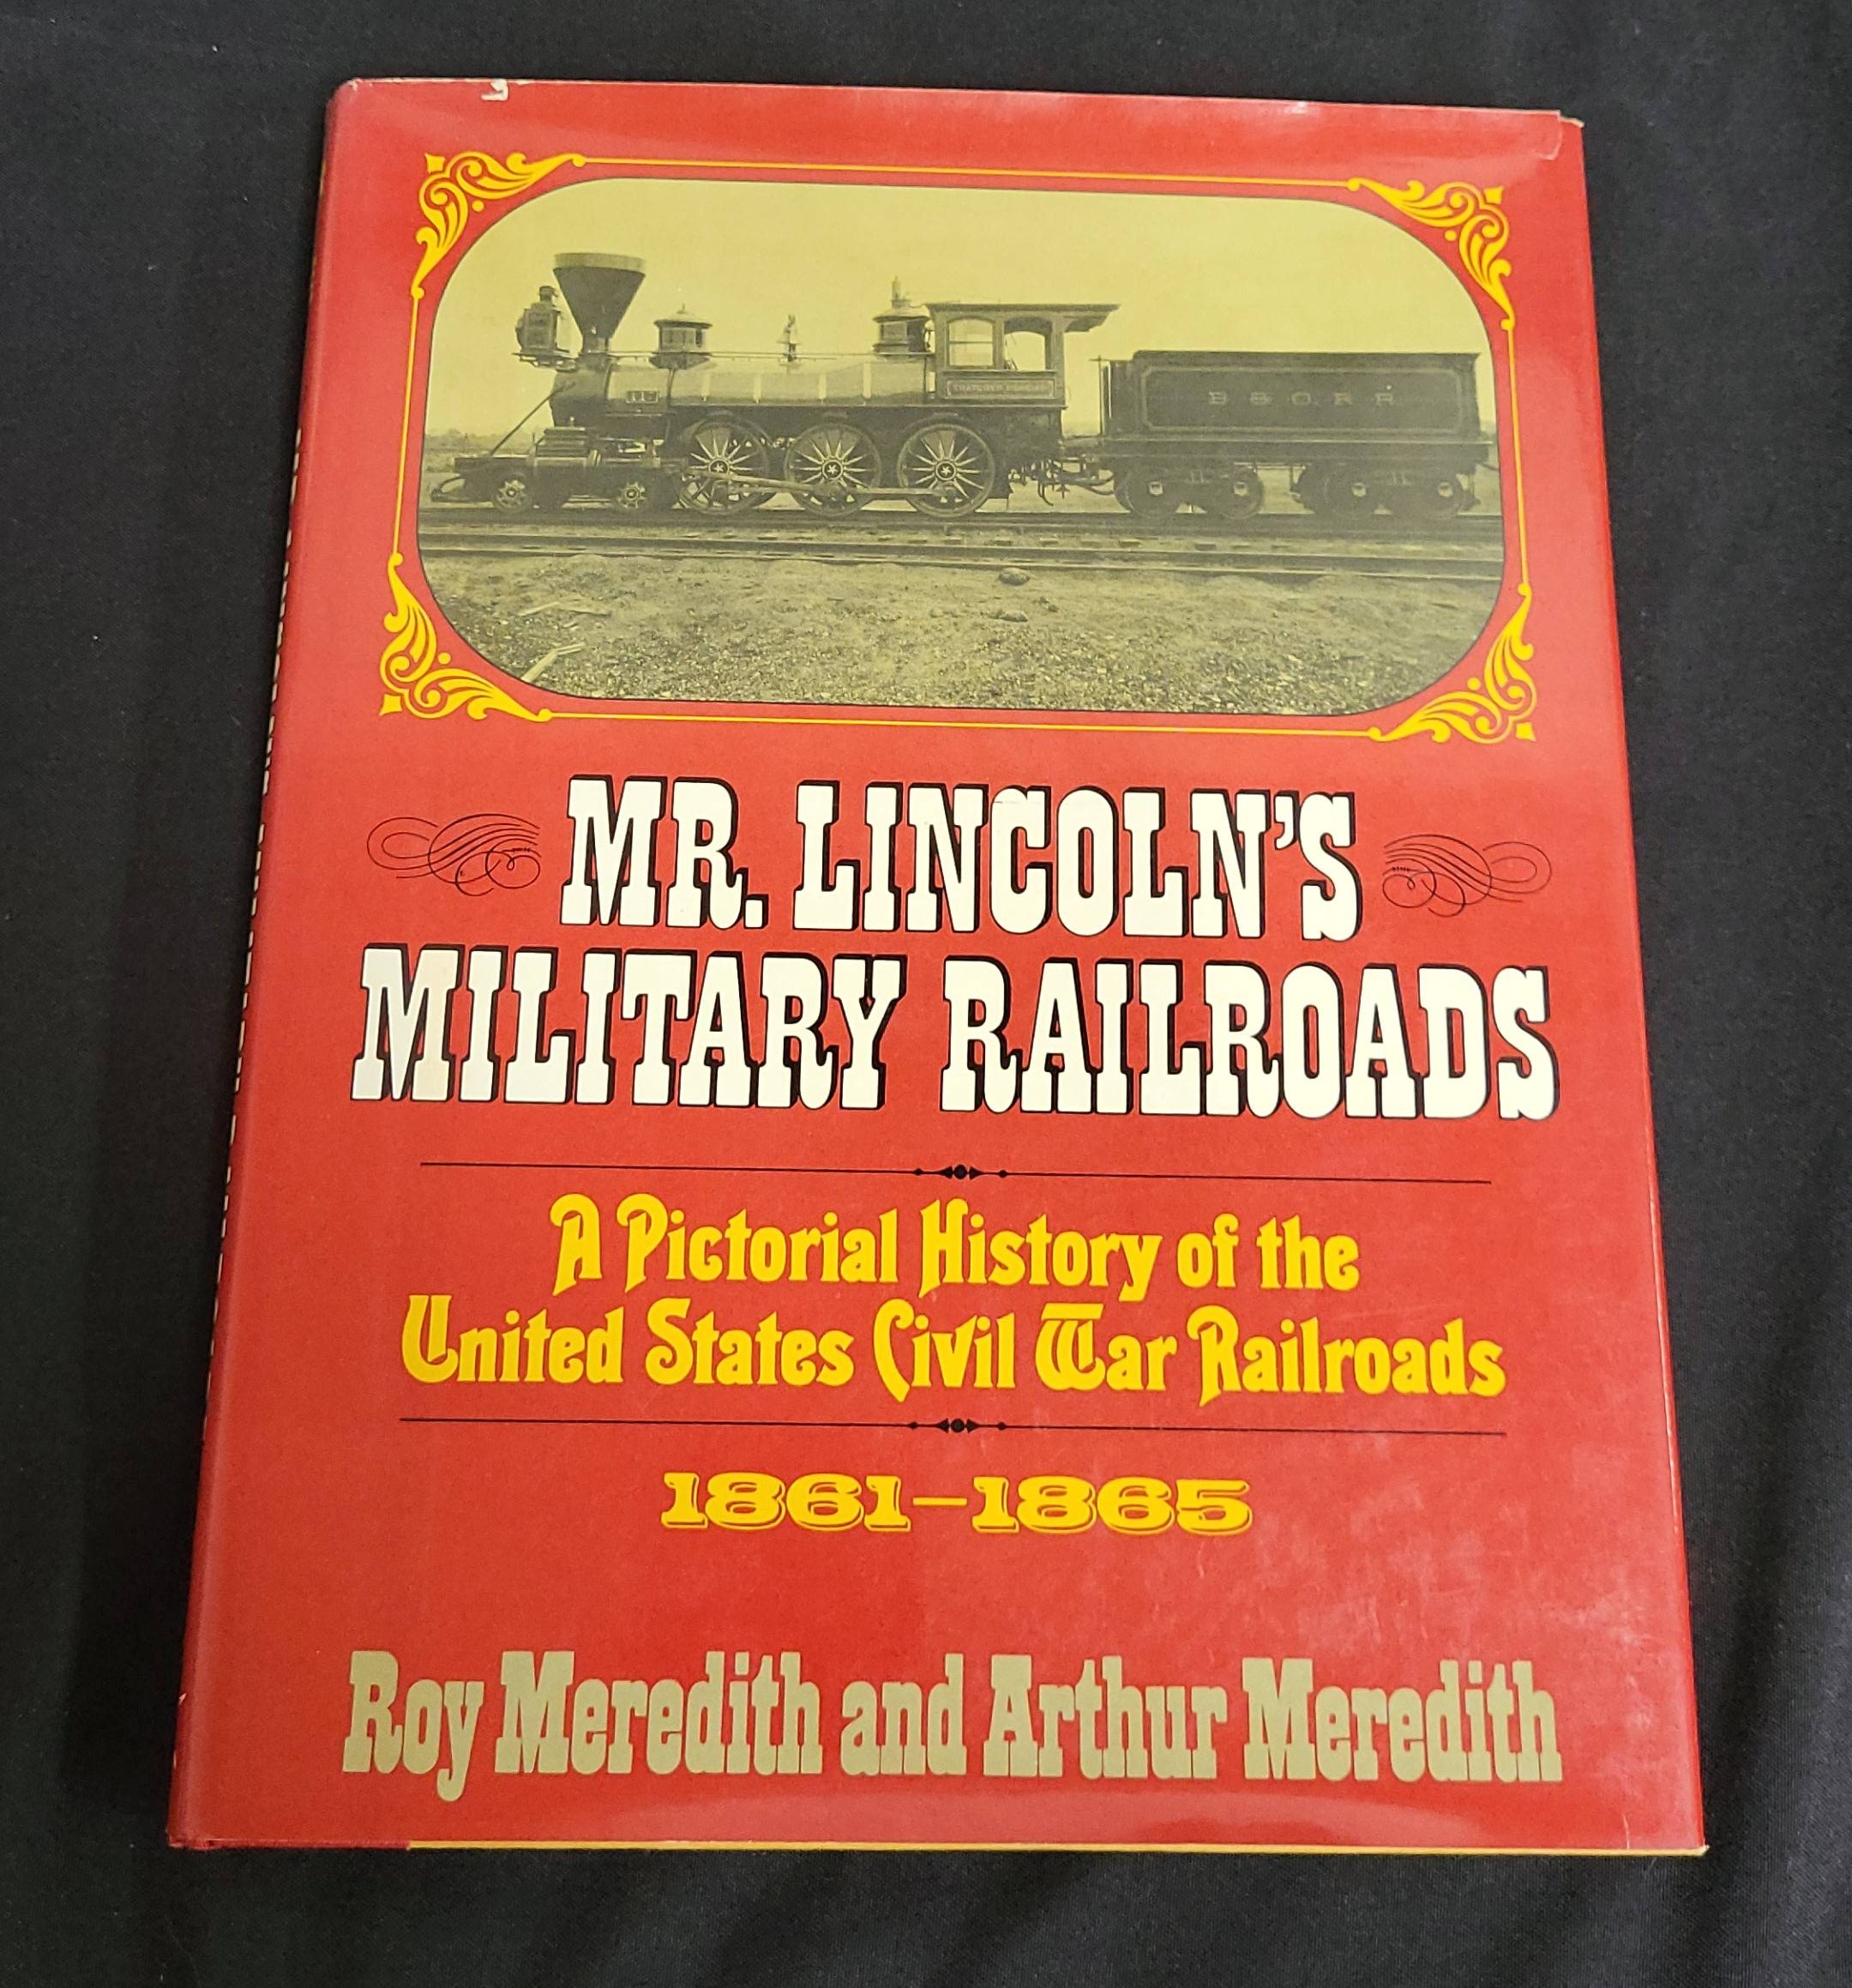 B & O. R R
MR. LINCOLN'S
MILITARY RAILROADS
A Pictorial History of the
United States Civil War Railroads
1861–1865
Roy Meredith and Arthur Meredith